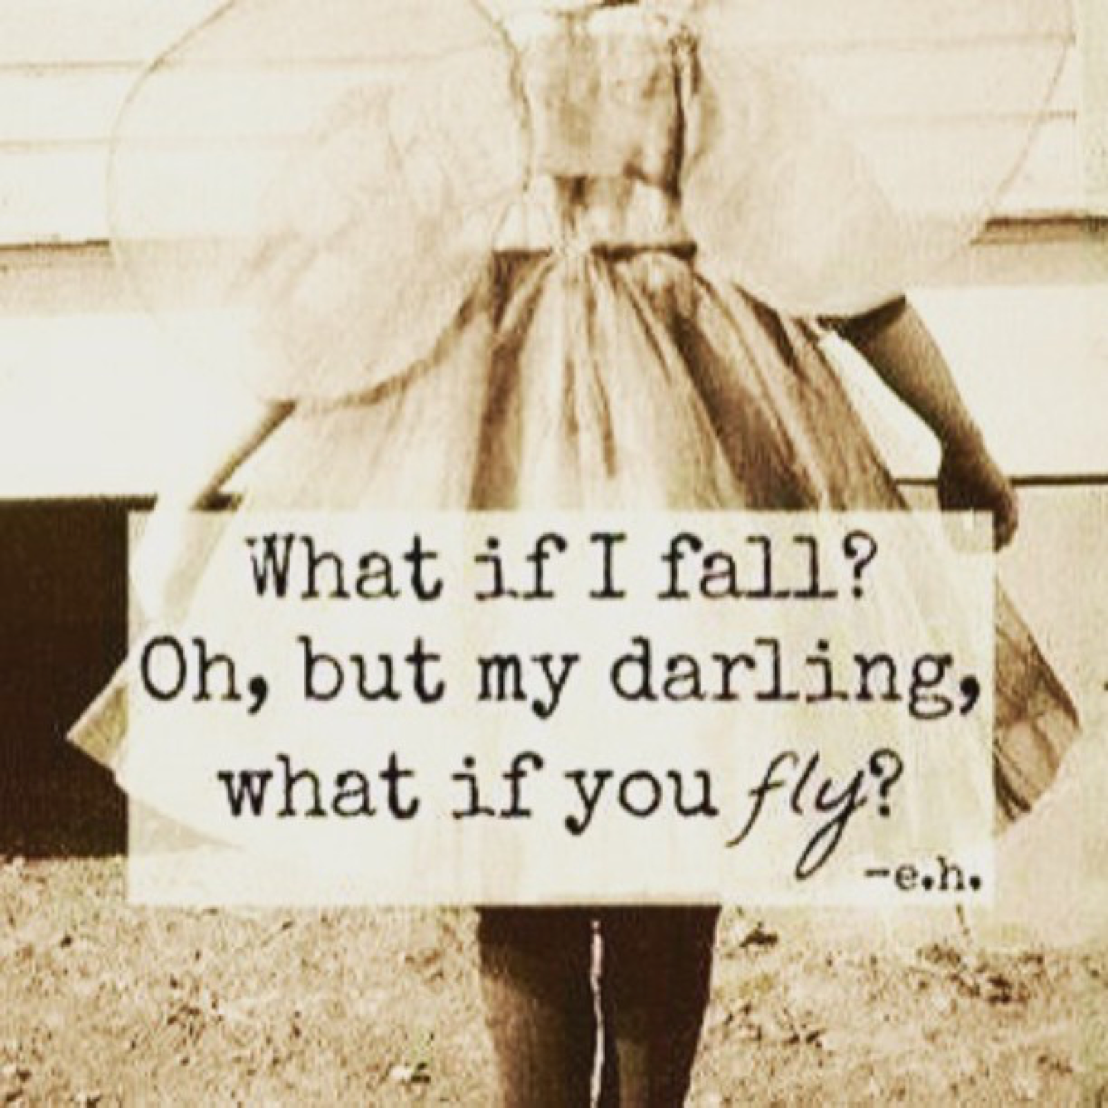 What if I fall?
Oh, but my darling,
what if you fly?
-e.h.